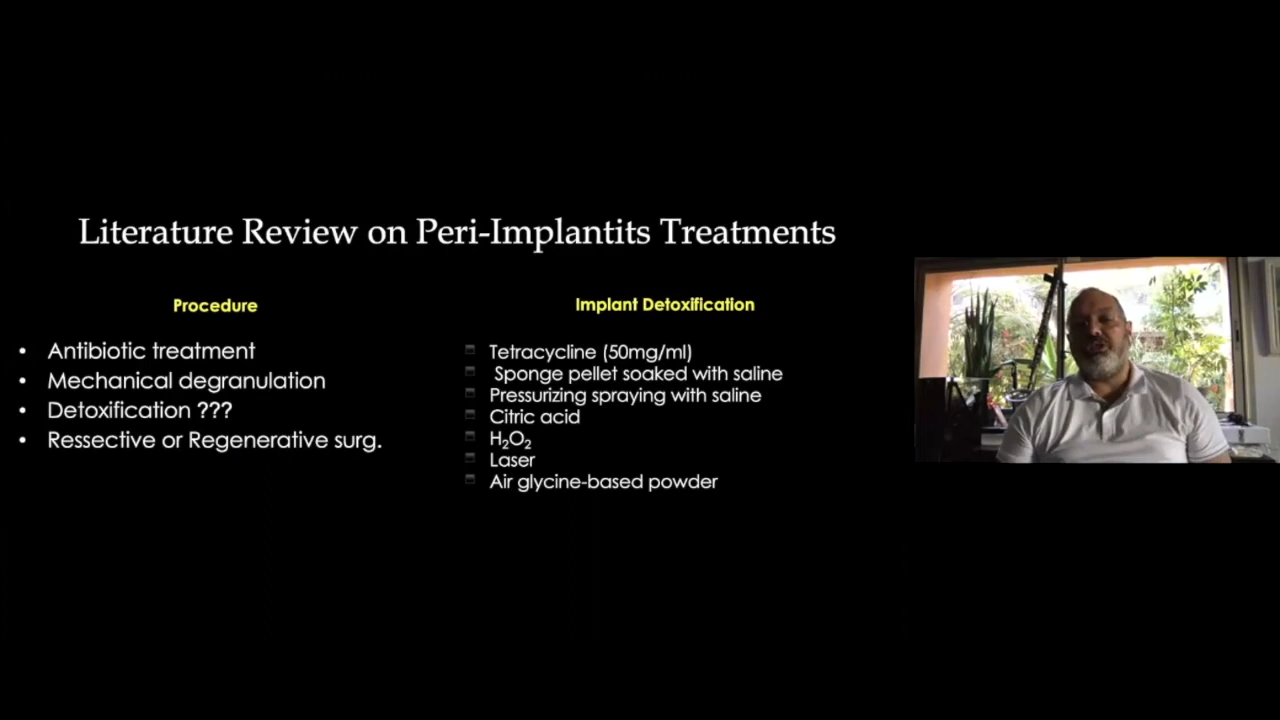 Literature Review on Peri-Implantits Treatments
Procedure
Antibiotic treatment
Mechanical degranulation
Detoxification ???
Ressective or Regenerative surg.
Implant Detoxification
Tetracycline (50mg/ml)
Sponge pellet soaked with saline
Pressurizing spraying with saline
Citric acid
H₂O₂
Laser
Air glycine-based powder